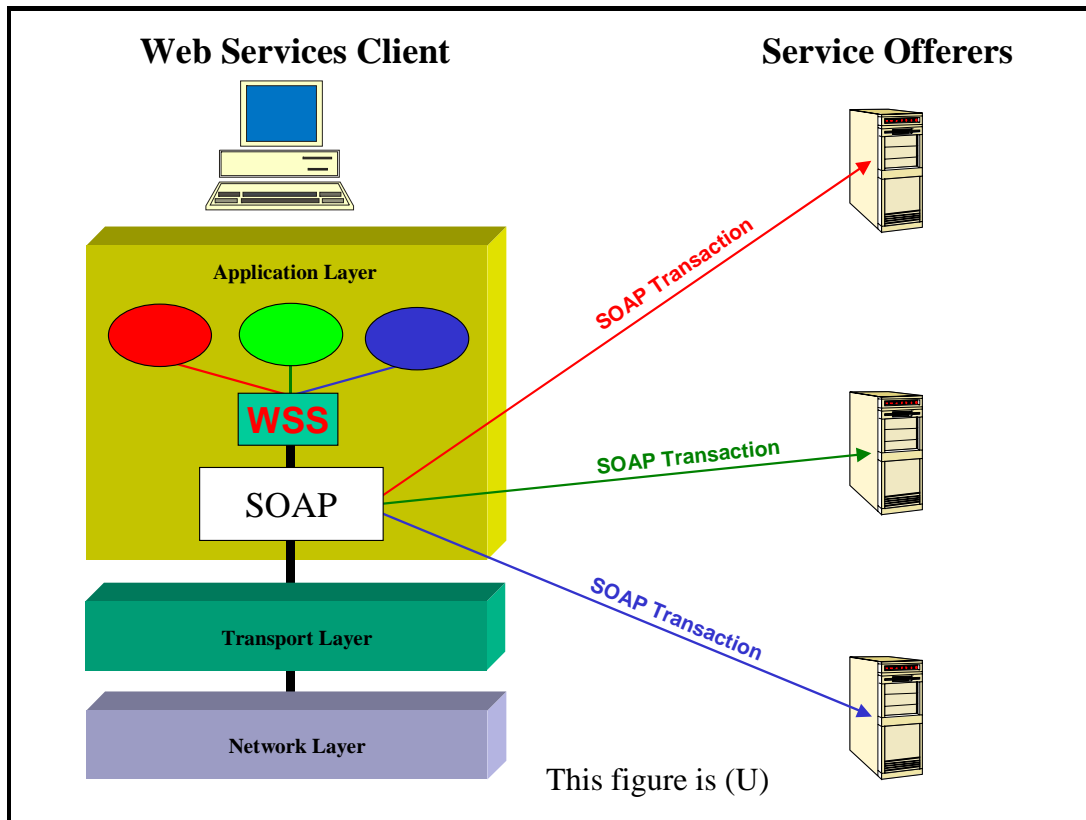 Web Services Client
Service Offerers
Application Layer
WSS
SOAP
SOAP Transaction
SOAP Transaction
SOAP Transaction
Transport Layer
Network Layer
This figure is (U)